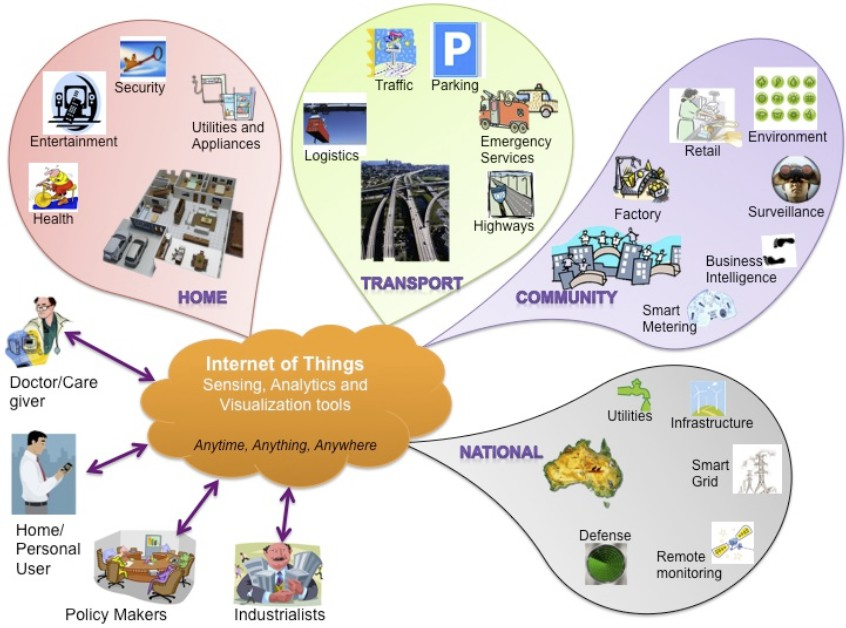 Security
Entertainment
Utilities and
Appliances
Health
HOME
Traffic
P
Parking
Logistics
Emergency
Services
Highways
TRANSPORT
Retail
Environment
Factory
Surveillance
Business
Intelligence
Smart
Metering
COMMUNITY
Internet of Things
Sensing, Analytics and
Visualization tools
Anytime, Anything, Anywhere
NATIONAL
Utilities
Infrastructure
Smart
Grid
Defense
Remote
monitoring
Doctor/Care
giver
Home/
Personal
User
Policy Makers
Industrialists